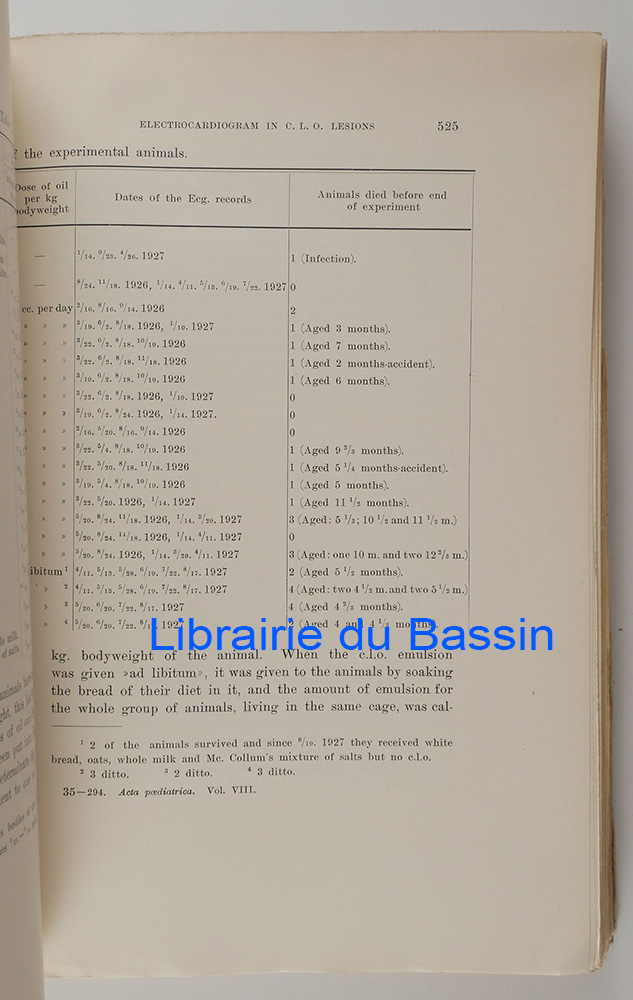 ELECTROCARDIOGRAM IN C. L. O. LESIONS 525
the experimental animals.
Dose of oil per kg bodyweight | Dates of the Ecg. records | Animals died before end of experiment
— ¹/14. ⁹/23. ⁴/26. 1927 1 (Infection).
— ⁸/24. ¹¹/18. 1926, ¹/14. ⁴/11. ⁵/13. ⁶/19. ⁷/22. 1927 0
cc. per day ²/16. ⁸/16. ⁹/14. 1926 2
» » » ³/19. ⁶/2. ⁸/18. 1926, ¹/10. 1927 1 (Aged 3 months).
» » » ³/22. ⁶/2. ⁸/18. ¹⁰/19. 1926 1 (Aged 7 months).
» » » ³/22. ⁶/2. ⁸/18. ¹¹/18. 1926 1 (Aged 2 months-accident).
» » » ³/19. ⁶/2. ⁸/18. ¹⁰/19. 1926 1 (Aged 6 months).
» » » ³/22. ⁶/2. ⁸/18. 1926, ¹/10. 1927 0
» » » ³/19. ⁶/2. ⁸/24. 1926, ¹/14. 1927. 0
» » » ²/16. ⁵/20. ⁸/16. ⁹/14. 1926 0
» » » ³/22. ⁵/4. ⁸/18. ¹⁰/19. 1926 1 (Aged 9 ²/3 months).
» » » ³/22. ⁵/20. ⁸/18. ¹¹/18. 1926 1 (Aged 5 ¹/4 months-accident).
» » » ³/19. ⁵/4. ⁸/18. ¹⁰/19. 1926 1 (Aged 5 months).
» » » ³/22. ⁵/20. 1926, ¹/14. 1927 1 (Aged 11 ¹/2 months).
» » » ⁵/20. ⁸/24. ¹¹/18. 1926, ¹/14. ³/29. 1927 3 (Aged: 5 ¹/3; 10 ¹/2 and 11 ¹/2 m.)
» » » ⁵/20. ⁸/24. ¹¹/18. 1926, ¹/14. ⁴/11. 1927 0
» » » ⁵/20. ⁸/24. 1926, ¹/14. ³/29. ⁴/11. 1927 3 (Aged: one 10 m. and two 12 ²/3 m.)
libitum ¹ ⁴/11. ⁵/13. ⁵/28. ⁶/19. ⁷/22. ⁸/17. 1927 2 (Aged 5 ¹/2 months).
» ² ⁴/11. ⁵/13. ⁵/28. ⁶/19. ⁷/22. ⁸/17. 1927 4 (Aged: two 4 ¹/2 m. and two 5 ¹/2 m.)
» ³ ⁵/20. ⁶/20. ⁷/22. ⁸/17. 1927 4 (Aged 4 ²/3 months).
» ⁴ ⁵/20. ⁶/20. ⁷/22. 1927 (Aged 4 and 4 ¹/3 months).
Librairie du Bassin
kg. bodyweight of the animal. When the c.l.o. emulsion
was given »ad libitum», it was given to the animals by soaking
the bread of their diet in it, and the amount of emulsion for
the whole group of animals, living in the same cage, was cal-
¹ 2 of the animals survived and since ⁸/19. 1927 they received white
bread, oats, whole milk and Mc. Collum's mixture of salts but no c.l.o.
² 3 ditto. ³ 2 ditto. ⁴ 3 ditto.
35—294. Acta pædiatrica. Vol. VIII.